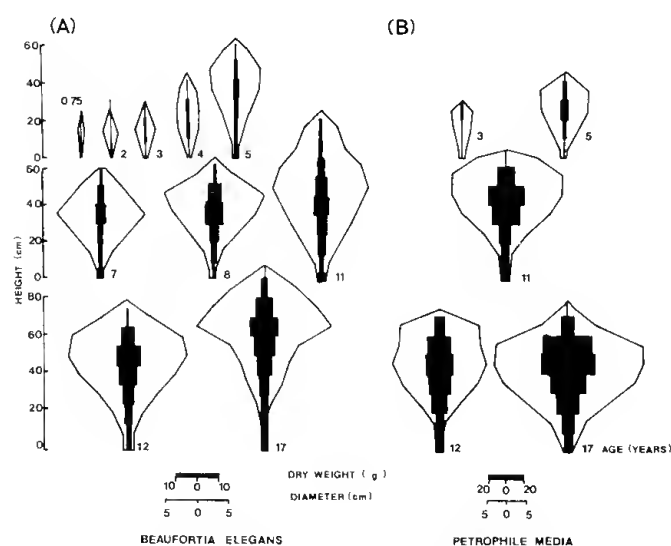 (A)
(B)
60
40
20
0
0.75
2
3
4
5
3
5
60
40
20
0
7
8
11
11
HEIGHT (cm)
80
60
40
20
0
12
17
12
17 AGE (YEARS)
DRY WEIGHT (g)
10 0 10
20 0 20
DIAMETER (cm)
5 0 5
5 0 5
BEAUFORTIA ELEGANS
PETROPHILE MEDIA